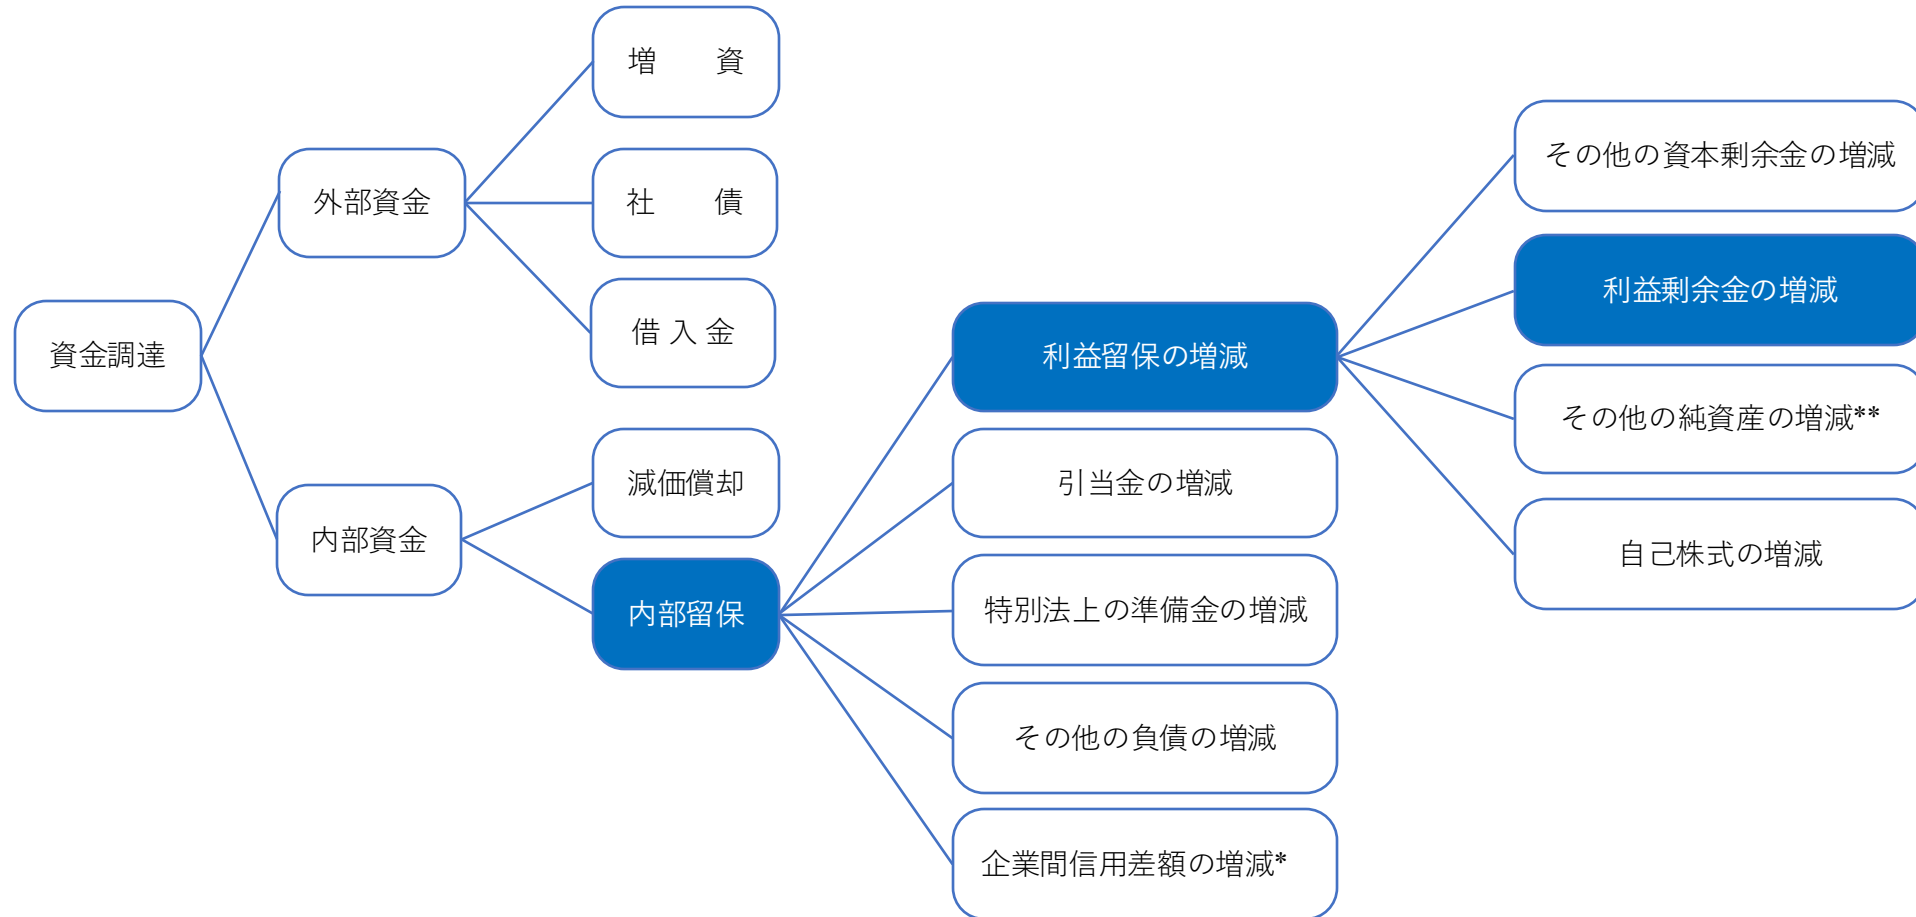 資金調達
外部資金
増　　資
社　　債
借 入 金
内部資金
減価償却
内部留保
利益留保の増減
引当金の増減
特別法上の準備金の増減
その他の負債の増減
企業間信用差額の増減*
その他の資本剰余金の増減
利益剰余金の増減
その他の純資産の増減**
自己株式の増減